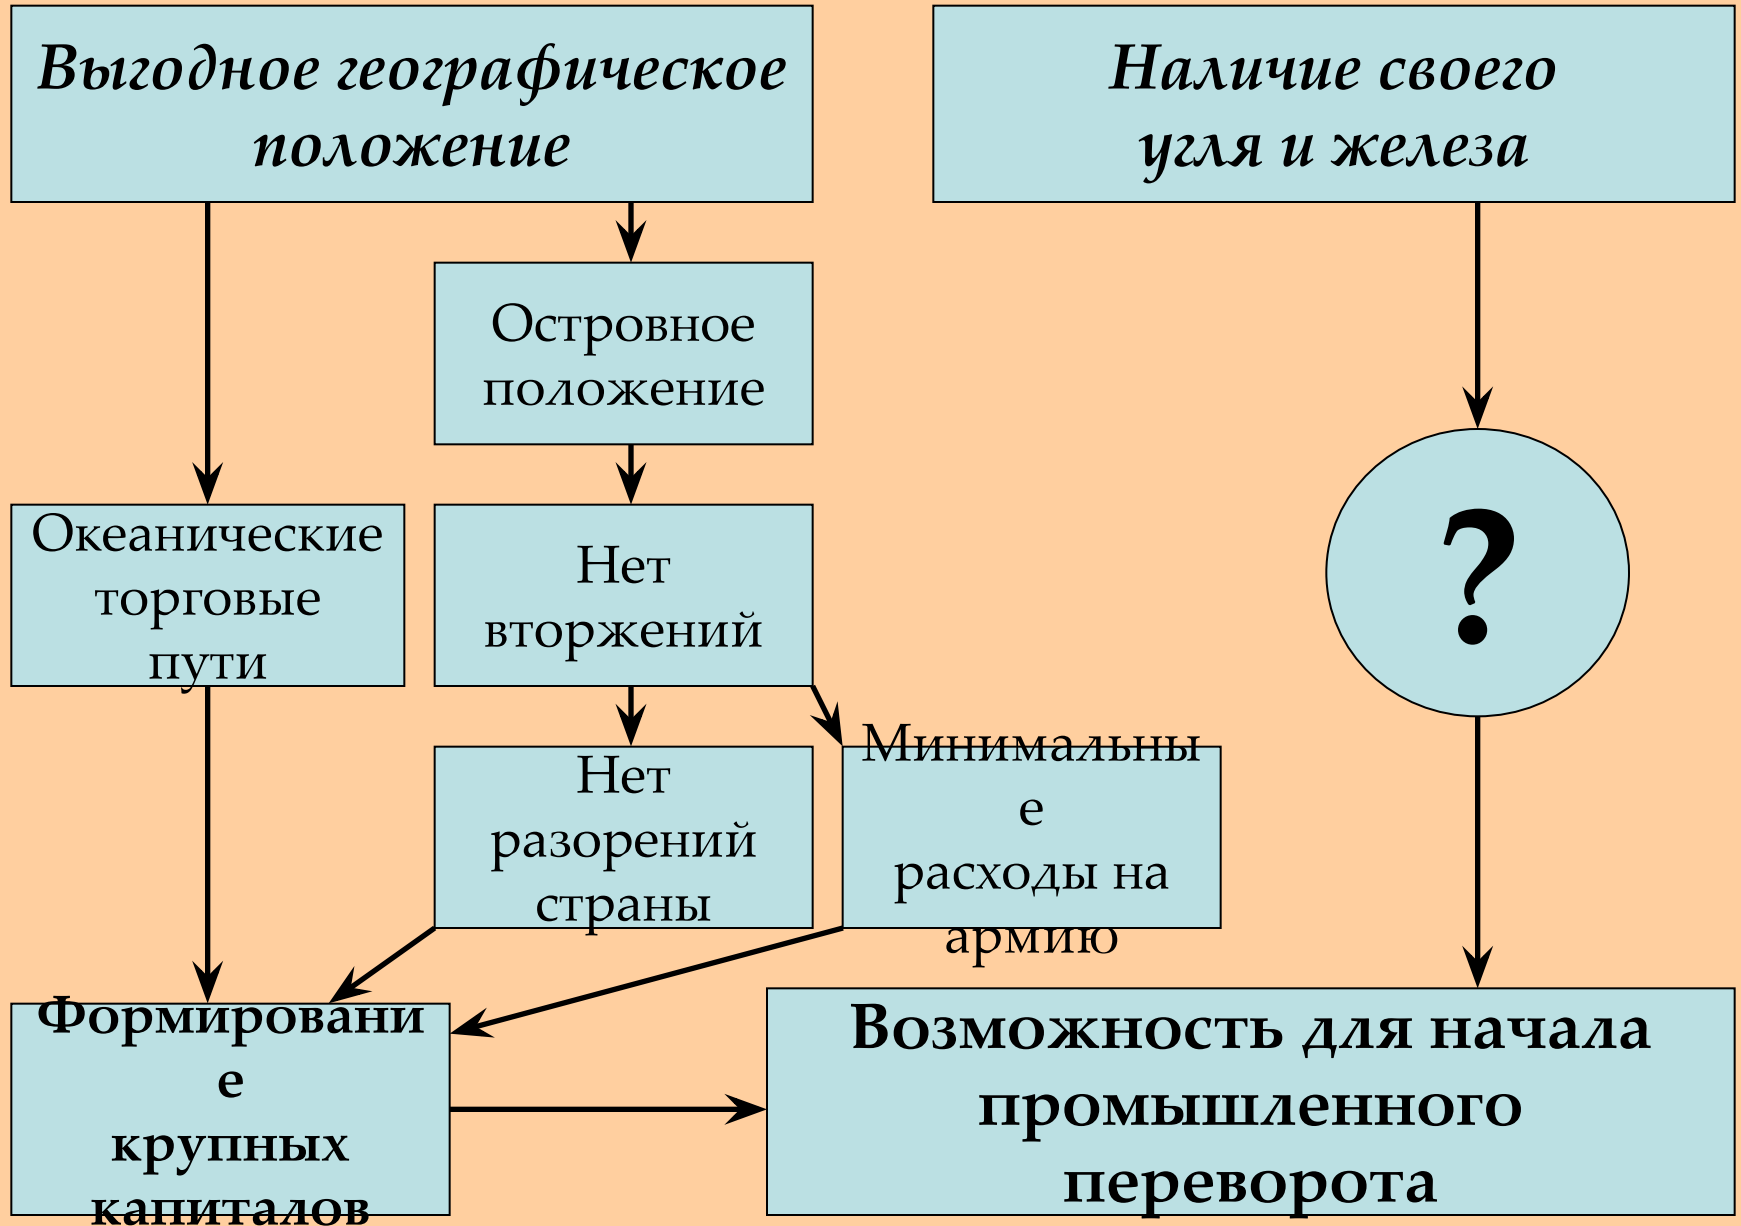 Выгодное географическое
положение
Наличие своего
угля и железа
Островное
положение
Океанические
торговые
пути
Нет
вторжений
?
Нет
разорений
страны
Минимальны
е
расходы на
армию
Формировани
е
крупных
капиталов
Возможность для начала
промышленного
переворота